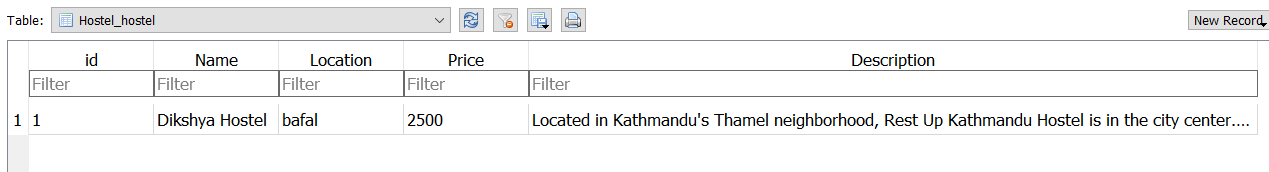 Table: Hostel_hostel New Record
id Name Location Price Description
Filter Filter Filter Filter Filter
1 1 Dikshya Hostel bafal 2500 Located in Kathmandu's Thamel neighborhood, Rest Up Kathmandu Hostel is in the city center....